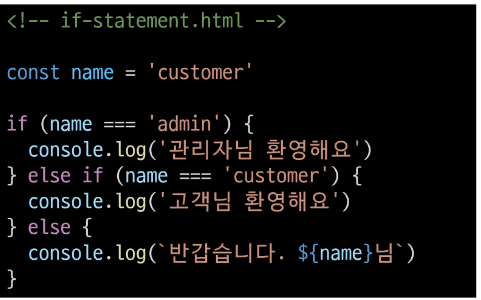 <!-- if-statement.html -->

const name = 'customer'

if (name === 'admin') {
  console.log('관리자님 환영해요')
} else if (name === 'customer') {
  console.log('고객님 환영해요')
} else {
  console.log(`반갑습니다. ${name}님`)
}